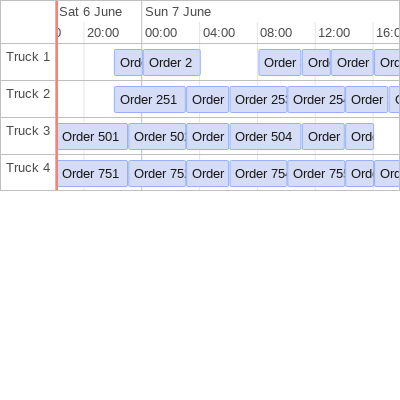 Sat 6 June Sun 7 June
20:00 00:00 04:00 08:00 12:00 16:0
Truck 1 Ord Order 2 Order Ord Order Ord
Truck 2 Order 251 Order Order 25 Order 25 Order
Truck 3 Order 501 Order 50 Order Order 504 Order Ord
Truck 4 Order 751 Order 75 Order Order 75 Order 75 Ord Ord